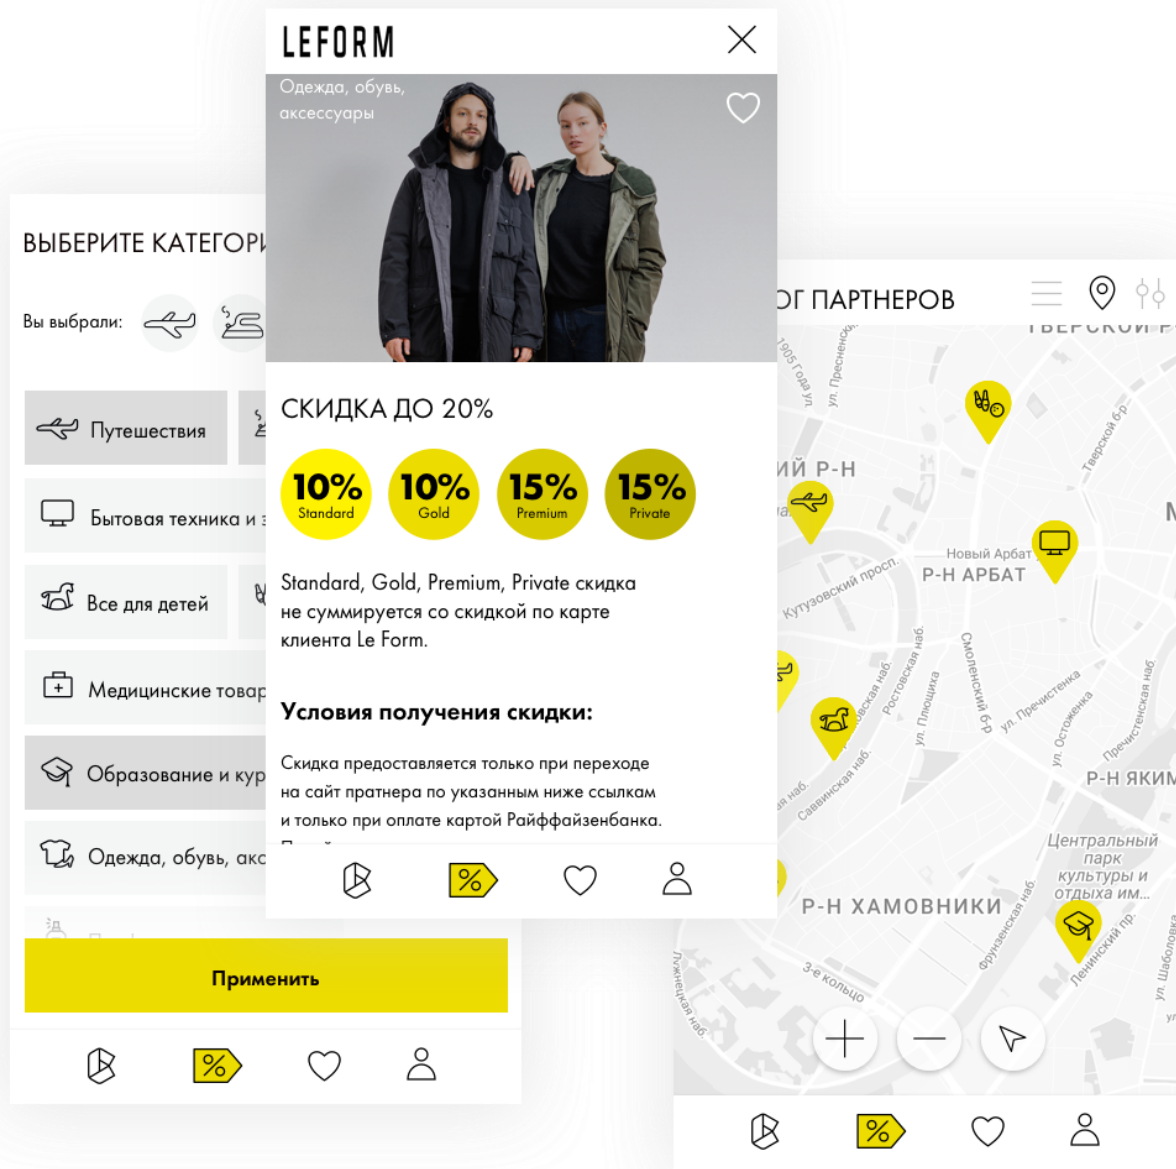 LEFORM
Одежда, обувь,
аксессуары
СКИДКА ДО 20%
10%
Standard
10%
Gold
15%
Premium
15%
Private
Standard, Gold, Premium, Private скидка
не суммируется со скидкой по карте
клиента Le Form.
Условия получения скидки:
Скидка предоставляется только при переходе
на сайт пратнера по указанным ниже ссылкам
и только при оплате картой Райффайзенбанка.
ВЫБЕРИТЕ КАТЕГОРИ
Вы выбрали:
Путешествия
Бытовая техника и
Все для детей
Медицинские товар
Образование и кур
Одежда, обувь, акс
Применить
ОГ ПАРТНЕРОВ
ТВЕРСКОЙ Р-
1905 Года ул.
ул. Пресненск
Тверской б-р
ИЙ Р-Н
Новый Арбат
Р-Н АРБАТ
Кутузовский просп.
Смоленский б-р
Ростовская наб.
ул. Плющиха
ул. Пречистенка
ул. Остоженка
Пречистенская наб
Саввинская наб.
Р-Н ЯКИМ
Центральный
парк
культуры и
отдыха им...
Р-Н ХАМОВНИКИ
Фрунзенская наб.
Ленинский пр.
ул. Шаболовка
3-е кольцо
Лужнецкая наб.